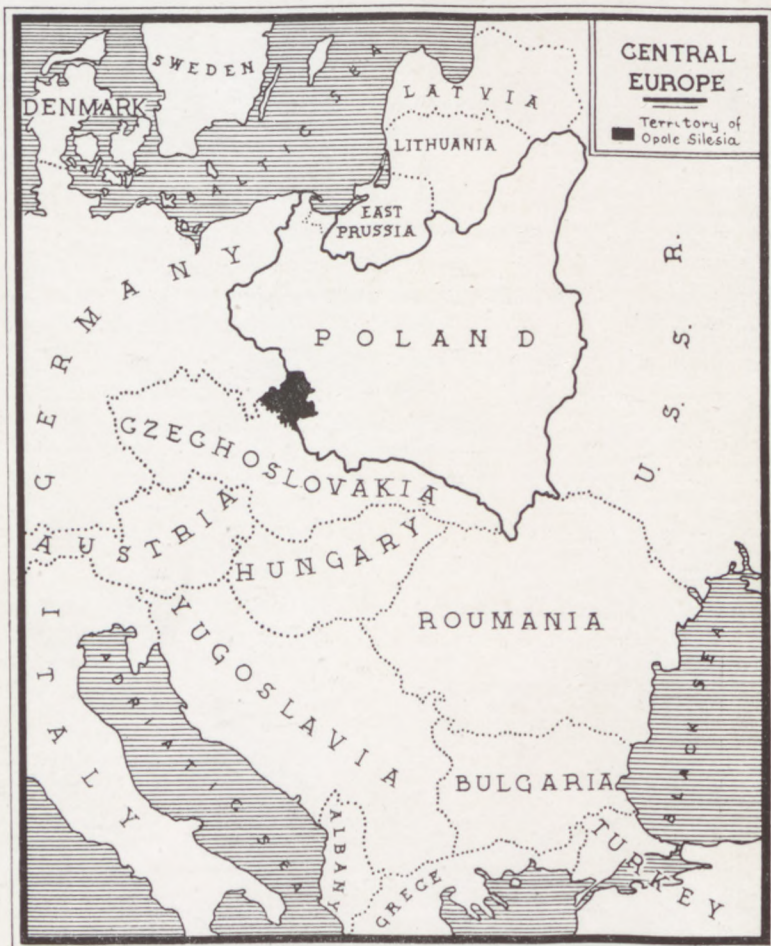 CENTRAL
EUROPE
Territory of
Opole Silesia
SWEDEN
DENMARK
BALTIC SEA
LATVIA
LITHUANIA
EAST
PRUSSIA
GERMANY
POLAND
U.S.S.R.
CZECHOSLOVAKIA
AUSTRIA
HUNGARY
ROUMANIA
ITALY
YUGOSLAVIA
ADRIATIC SEA
BLACK SEA
BULGARIA
ALBANY
GRECE
TURKEY